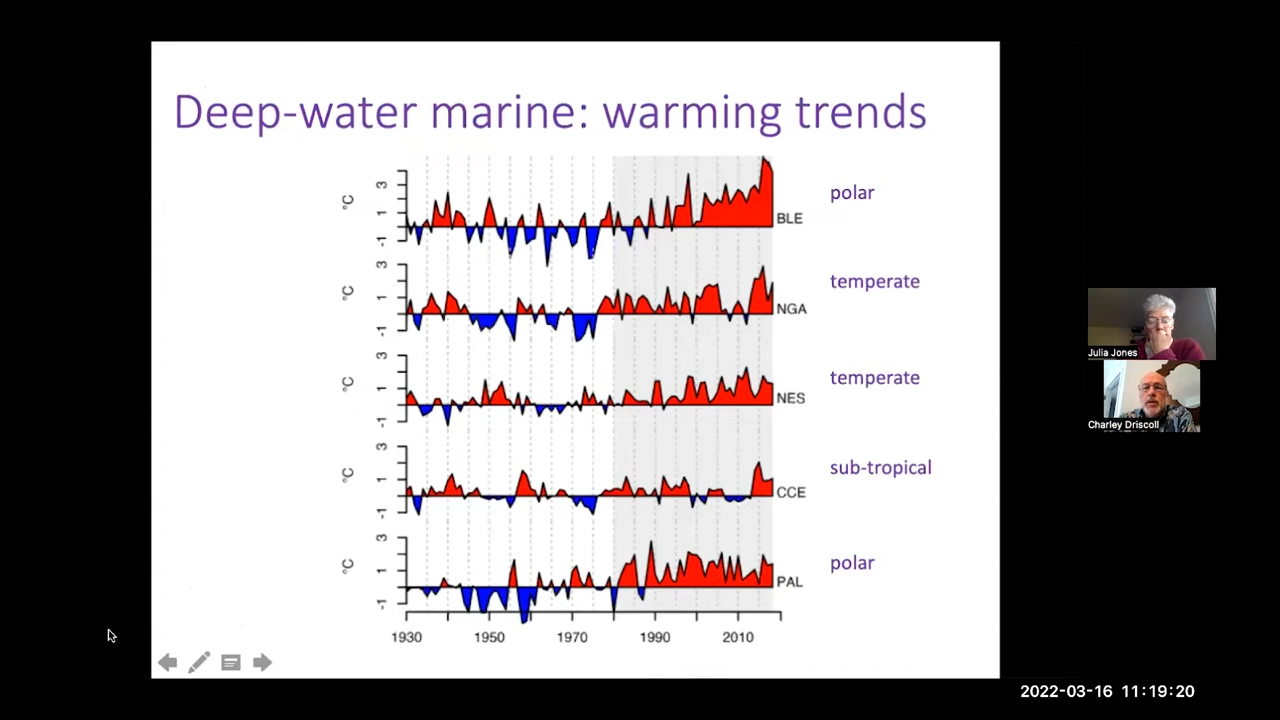 Deep-water marine: warming trends
°C
3
1
-1
BLE
polar
°C
3
1
-1
NGA
temperate
°C
3
1
-1
NES
temperate
°C
3
1
-1
CCE
sub-tropical
°C
3
1
-1
PAL
polar
1930 1950 1970 1990 2010
Julia Jones
Charley Driscoll
2022-03-16 11:19:20